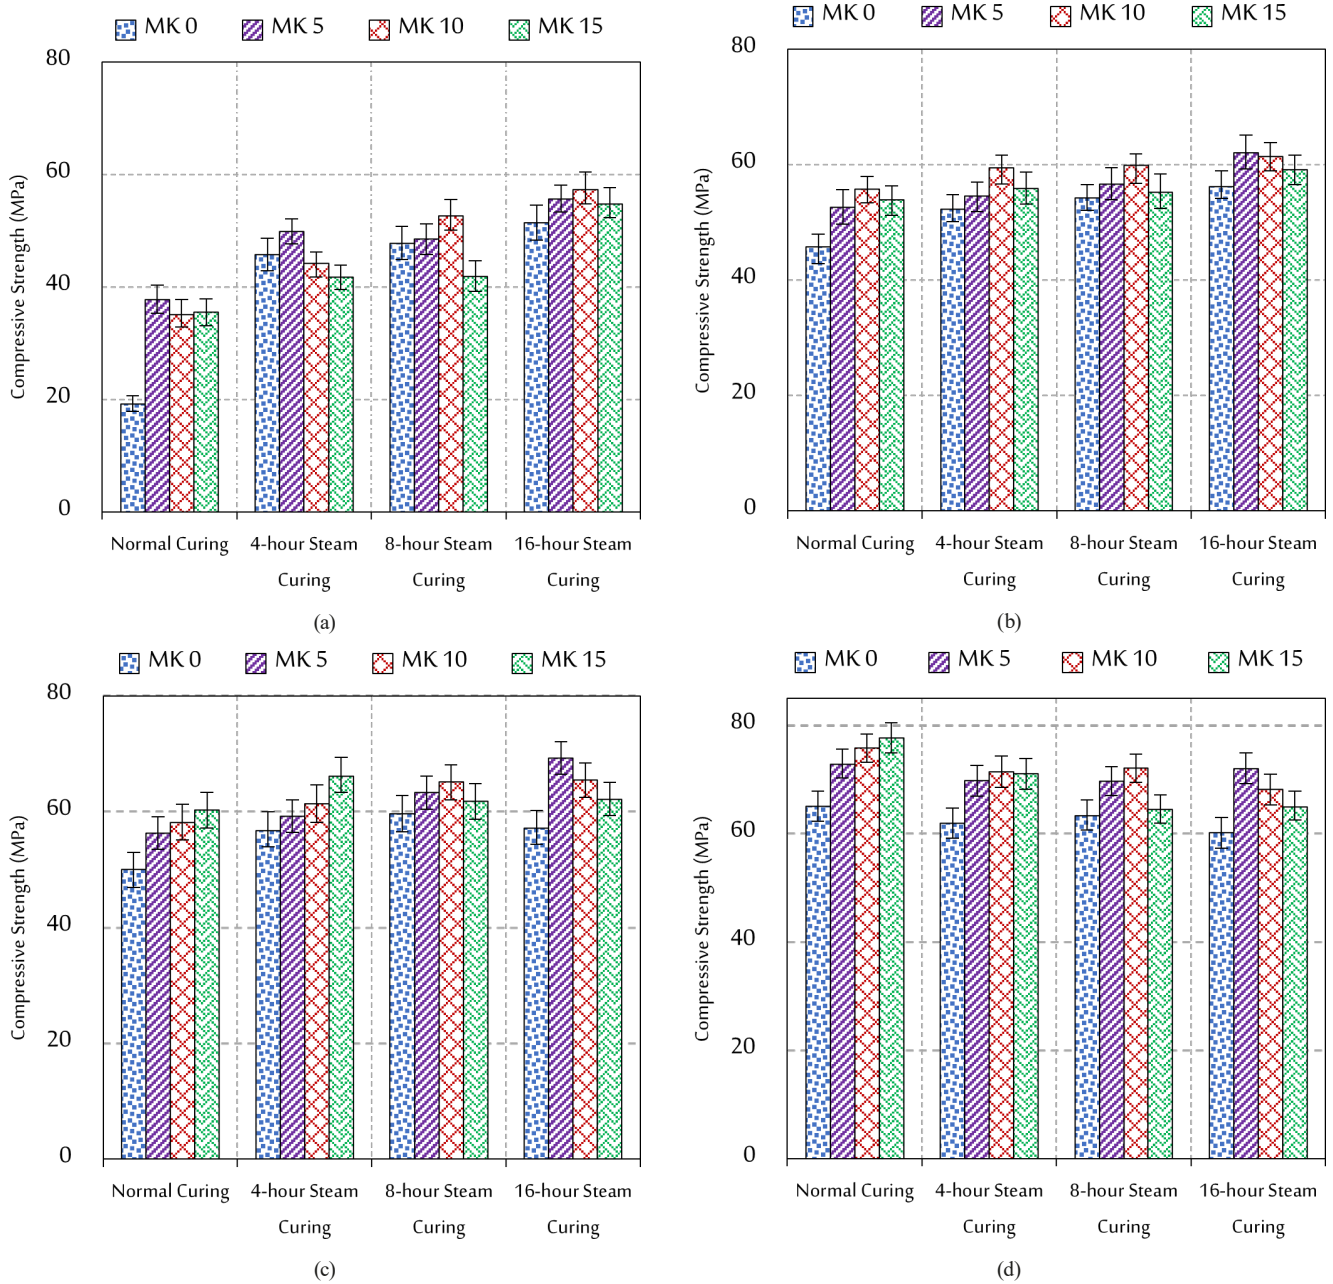 MK 0 MK 5 MK 10 MK 15
80
60
40
20
0
Compressive Strength (MPa)
Normal Curing
4-hour Steam Curing
8-hour Steam Curing
16-hour Steam Curing
(a)
MK 0 MK 5 MK 10 MK 15
80
60
40
20
0
Compressive Strength (MPa)
Normal Curing
4-hour Steam Curing
8-hour Steam Curing
16-hour Steam Curing
(b)
MK 0 MK 5 MK 10 MK 15
80
60
40
20
0
Compressive Strength (MPa)
Normal Curing
4-hour Steam Curing
8-hour Steam Curing
16-hour Steam Curing
(c)
MK 0 MK 5 MK 10 MK 15
80
60
40
20
0
Compressive Strength (MPa)
Normal Curing
4-hour Steam Curing
8-hour Steam Curing
16-hour Steam Curing
(d)